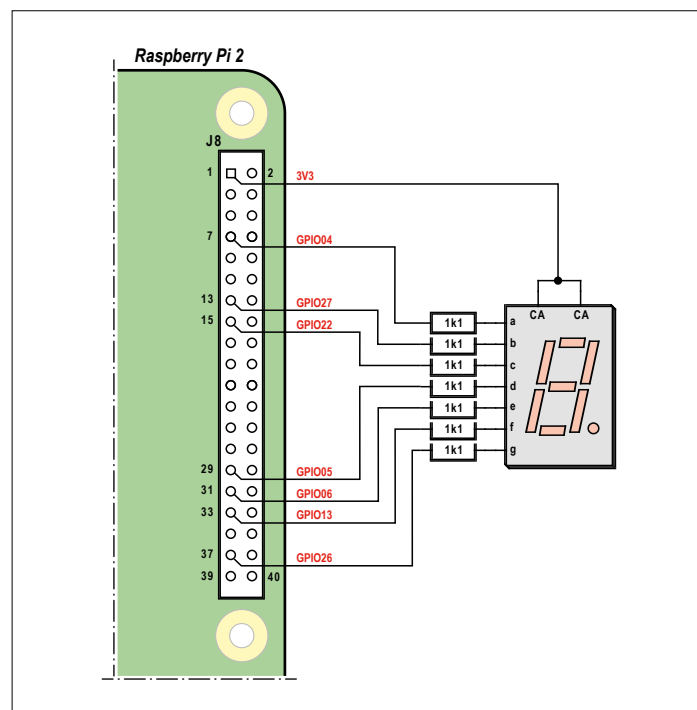 Raspberry Pi 2
J8
1 2 3V3
7 GPIO04
13 GPIO27
CA CA
15 GPIO22
1k1 a
1k1 b
1k1 c
1k1 d
1k1 e
1k1 f
1k1 g
29 GPIO05
31 GPIO06
33 GPIO13
37 GPIO26
39 40